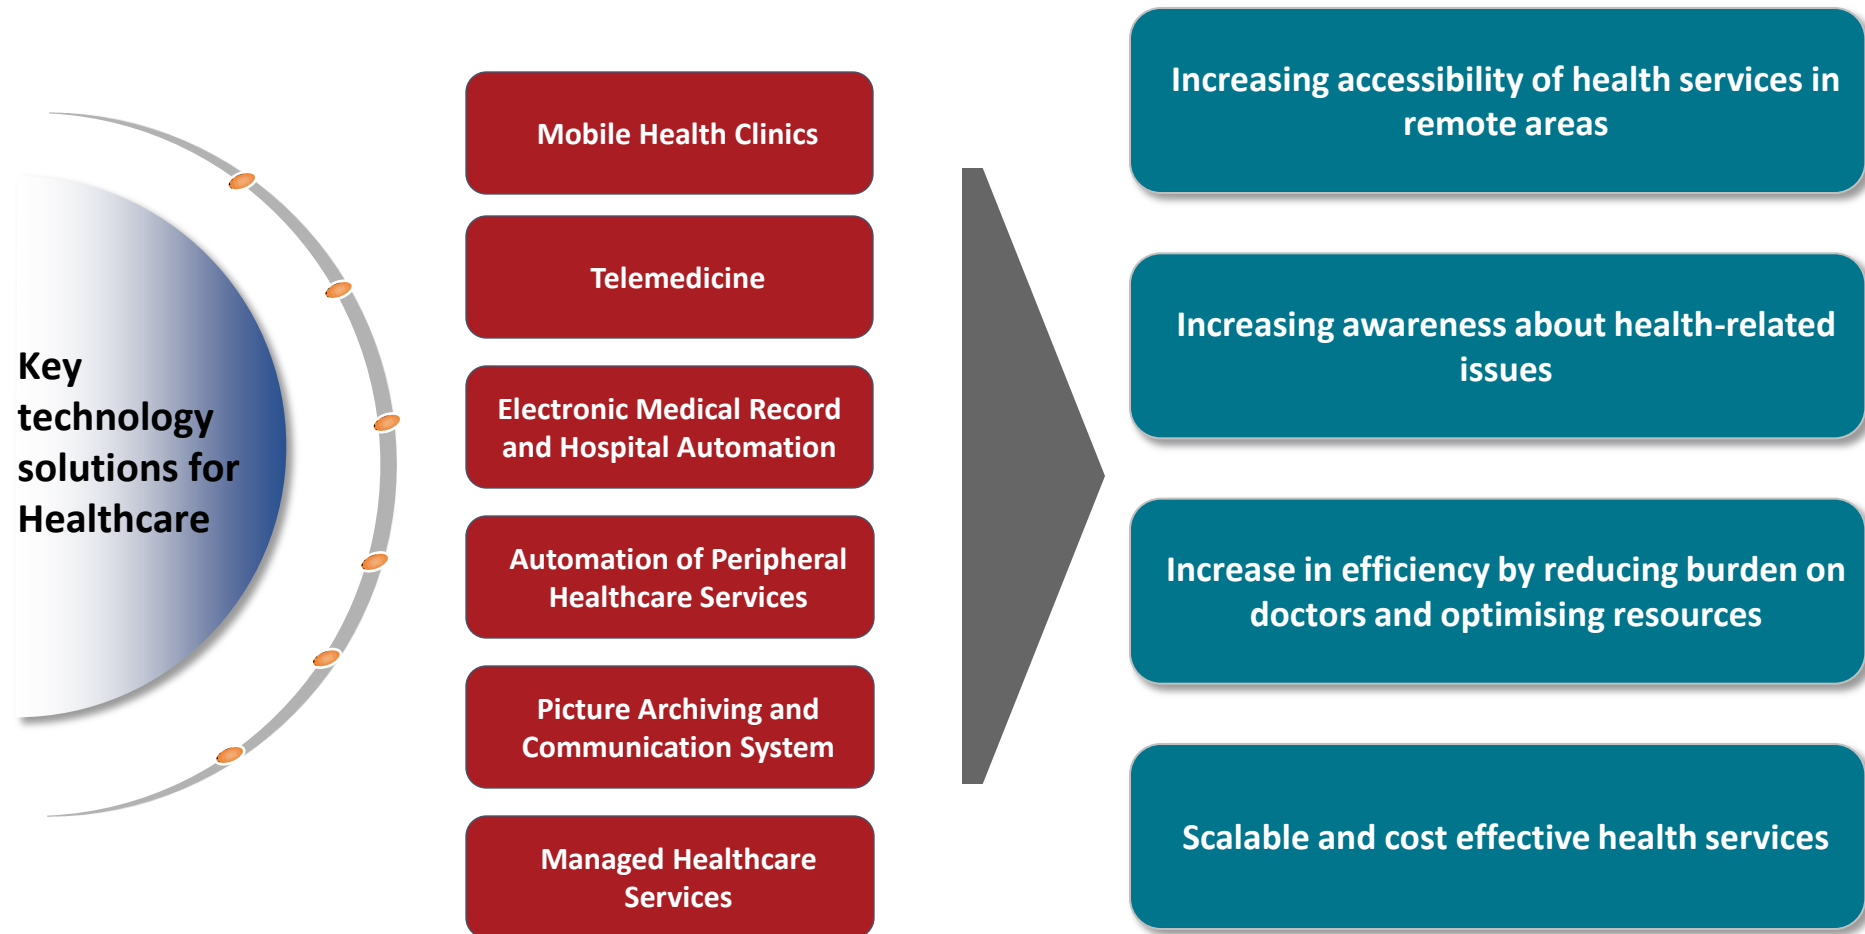 Key
technology
solutions for
Healthcare
Mobile Health Clinics
Telemedicine
Electronic Medical Record
and Hospital Automation
Automation of Peripheral
Healthcare Services
Picture Archiving and
Communication System
Managed Healthcare
Services
Increasing accessibility of health services in
remote areas
Increasing awareness about health-related
issues
Increase in efficiency by reducing burden on
doctors and optimising resources
Scalable and cost effective health services